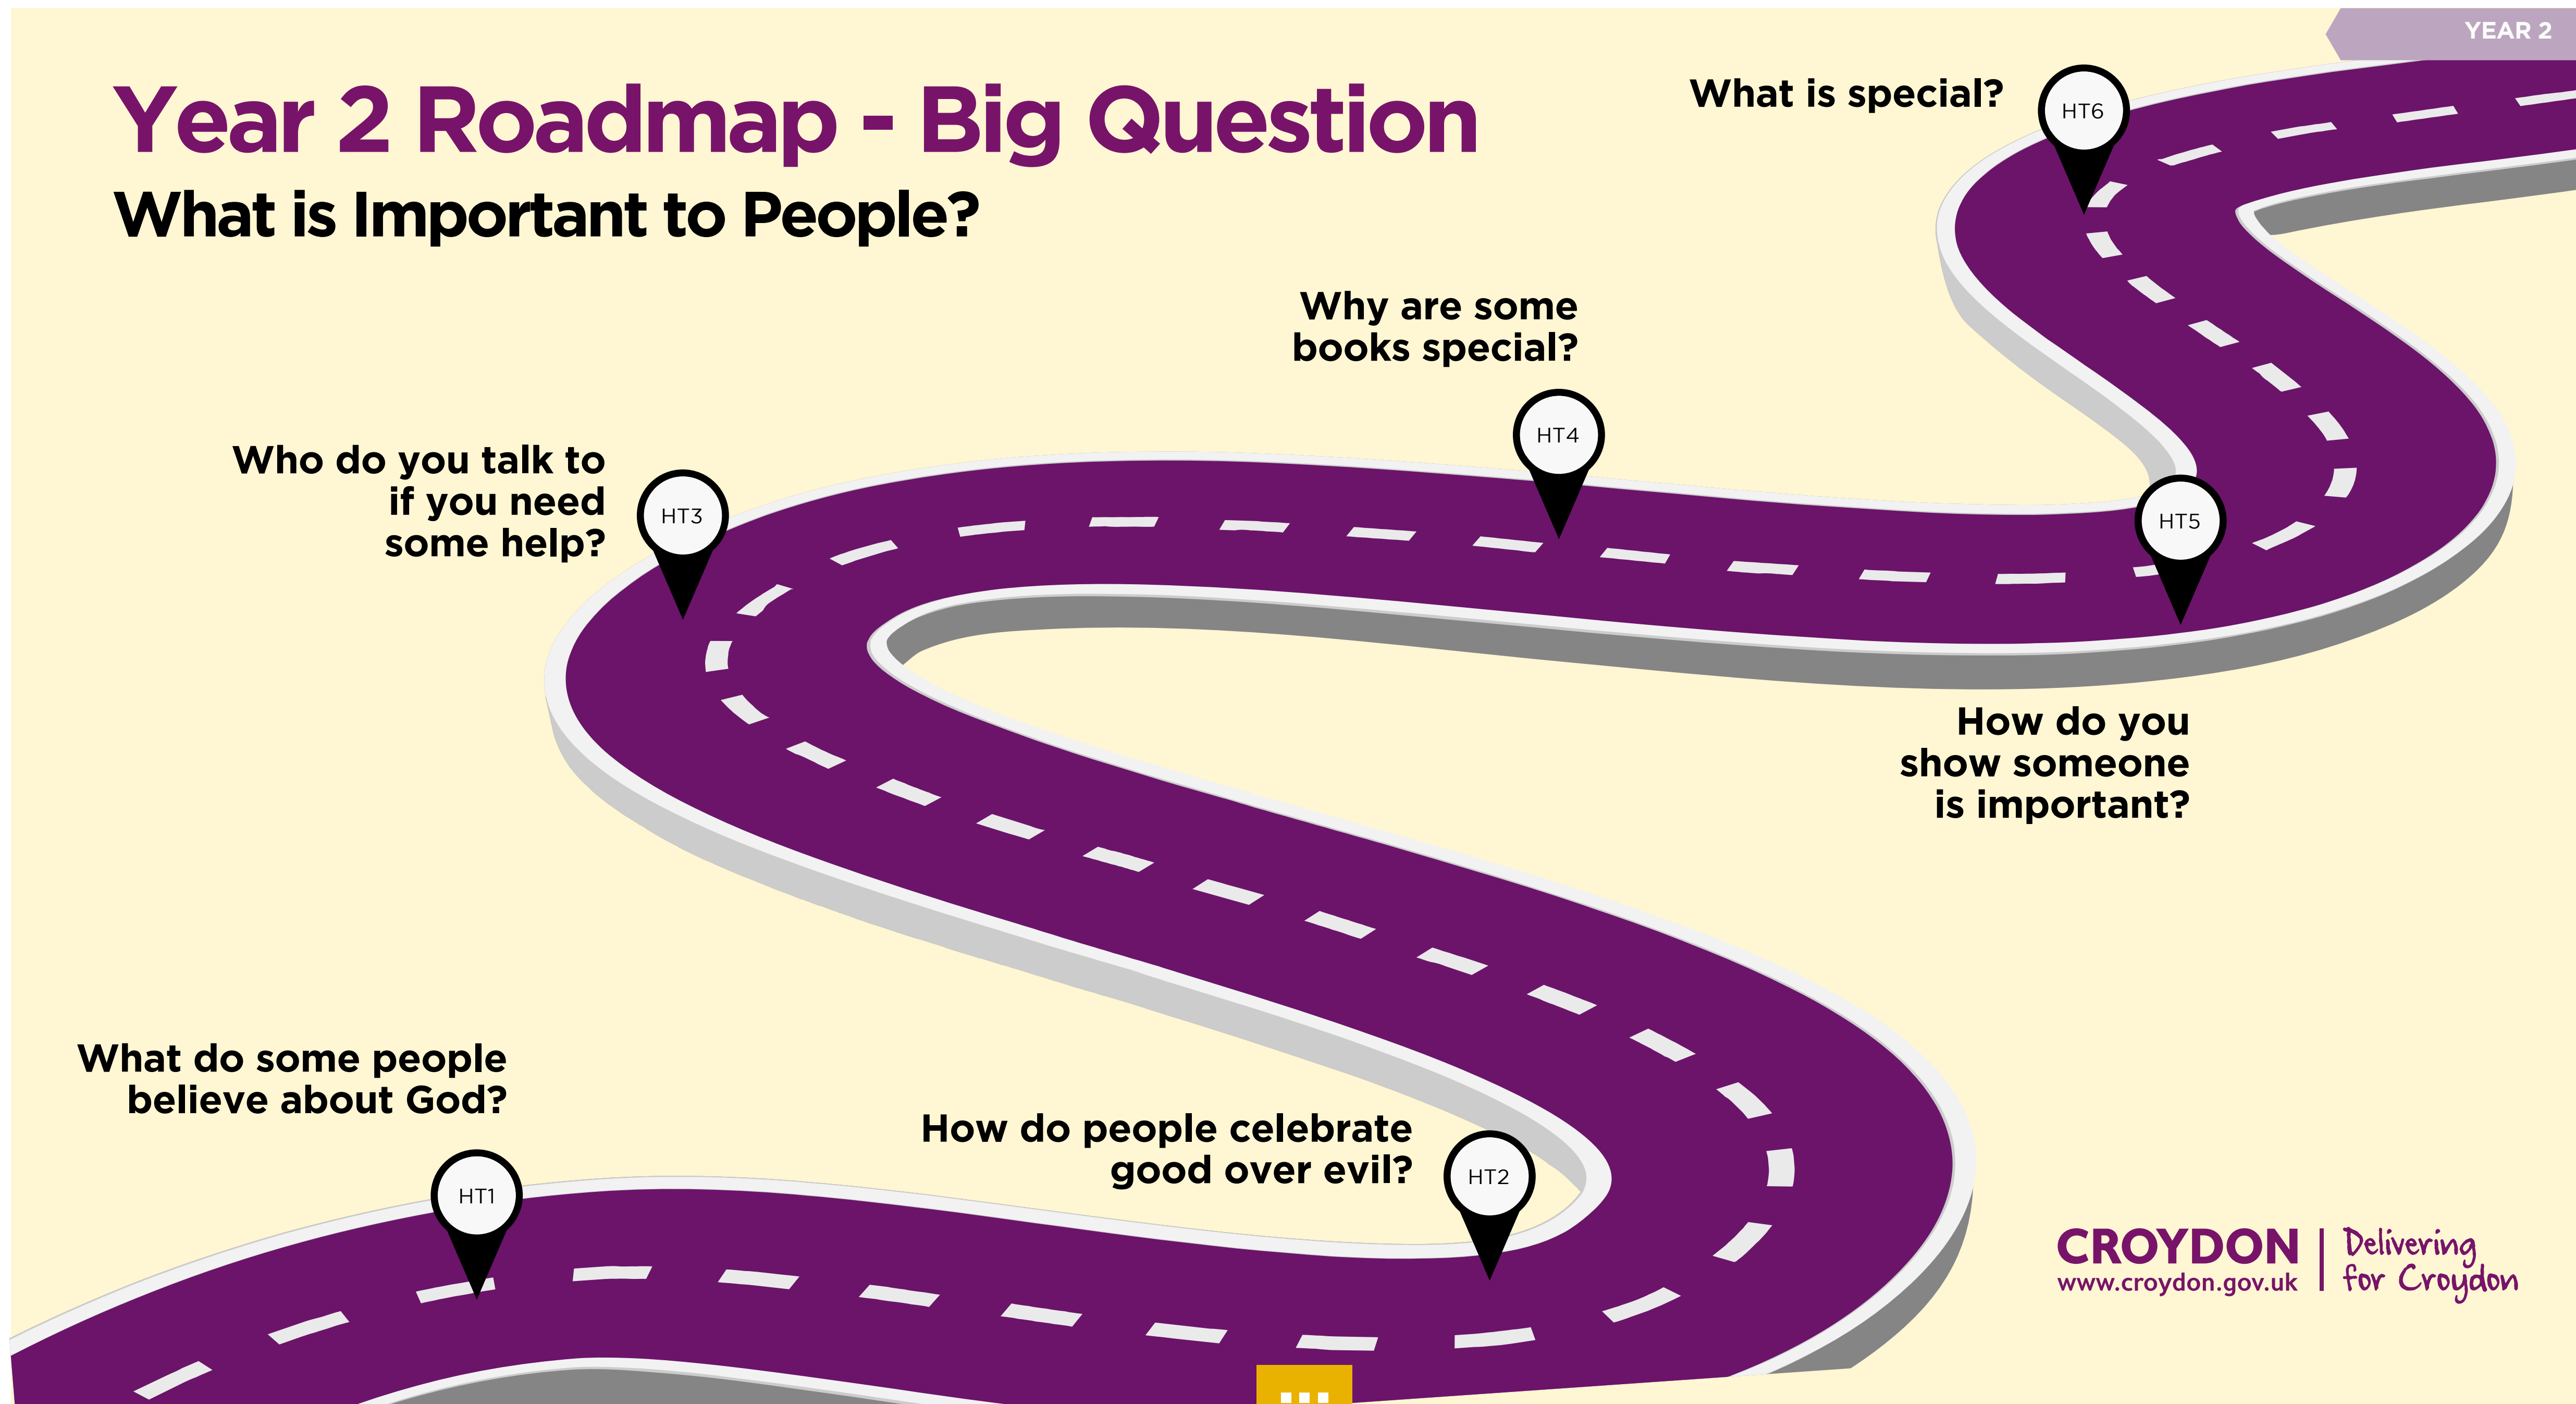 YEAR 2
Year 2 Roadmap - Big Question
What is Important to People?
What is special?
HT6
Why are some
books special?
HT4
Who do you talk to
if you need
some help?
HT3
HT5
How do you
show someone
is important?
What do some people
believe about God?
HT1
How do people celebrate
good over evil?
HT2
CROYDON
www.croydon.gov.uk
Delivering
for Croydon